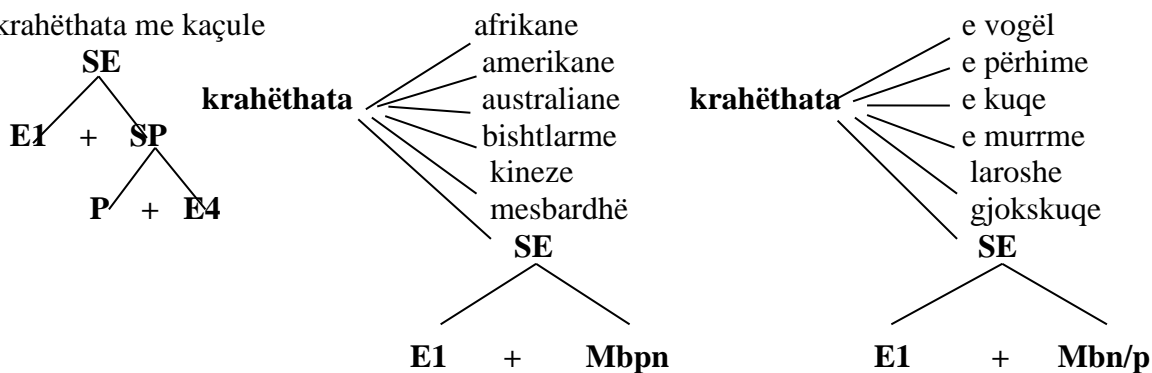 krahëthata me kaçule
SE
E1 + SP
P + E4
krahëthata
afrikane
amerikane
australiane
bishtlarme
kineze
mesbardhë
SE
E1 + Mbpn
krahëthata
e vogël
e përhime
e kuqe
e murrme
laroshe
gjokskuqe
SE
E1 + Mbn/p